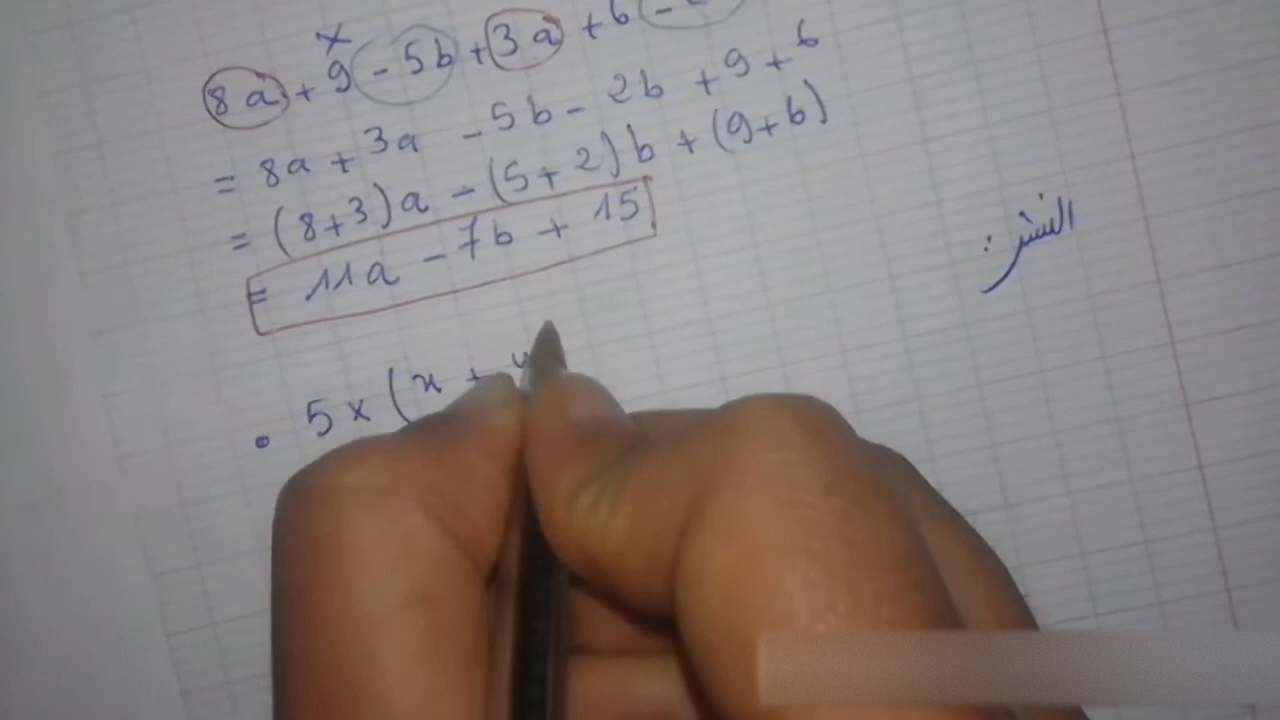 8a + 9 - 5b + 3a + 6 -
= 8a + 3a - 5b - 2b + 9 + 6
= (8+3)a - (5+2)b + (9+6)
= 11a - 7b + 15
النشر :
• 5 × (x +